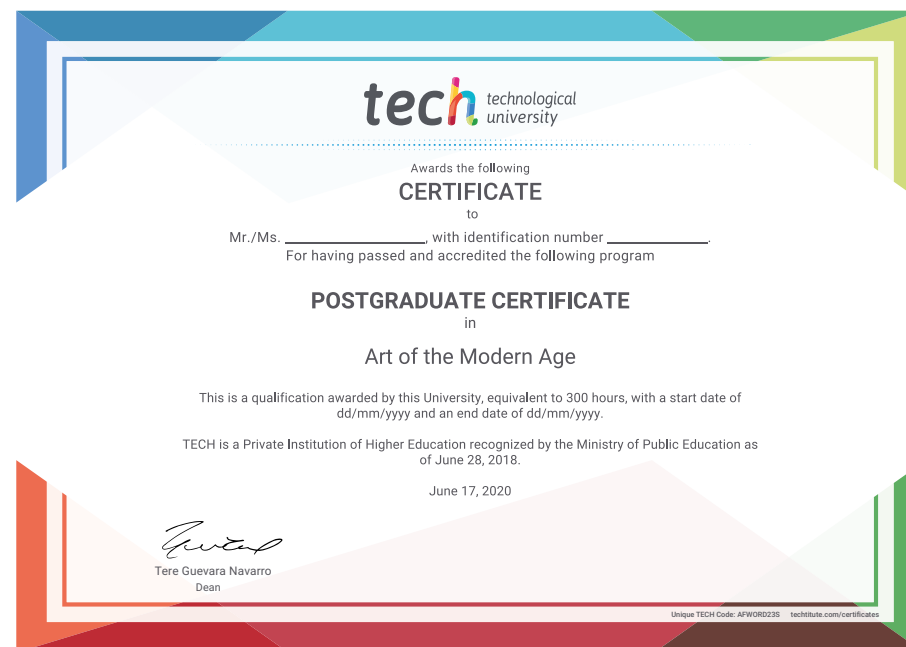 tech technological
university
Awards the following
CERTIFICATE
to
Mr./Ms. ____________________, with identification number ______________.
For having passed and accredited the following program
POSTGRADUATE CERTIFICATE
in
Art of the Modern Age
This is a qualification awarded by this University, equivalent to 300 hours, with a start date of
dd/mm/yyyy and an end date of dd/mm/yyyy.
TECH is a Private Institution of Higher Education recognized by the Ministry of Public Education as
of June 28, 2018.
June 17, 2020
Tere Guevara Navarro
Dean
Unique TECH Code: AFWORD23S techtitute.com/certificates